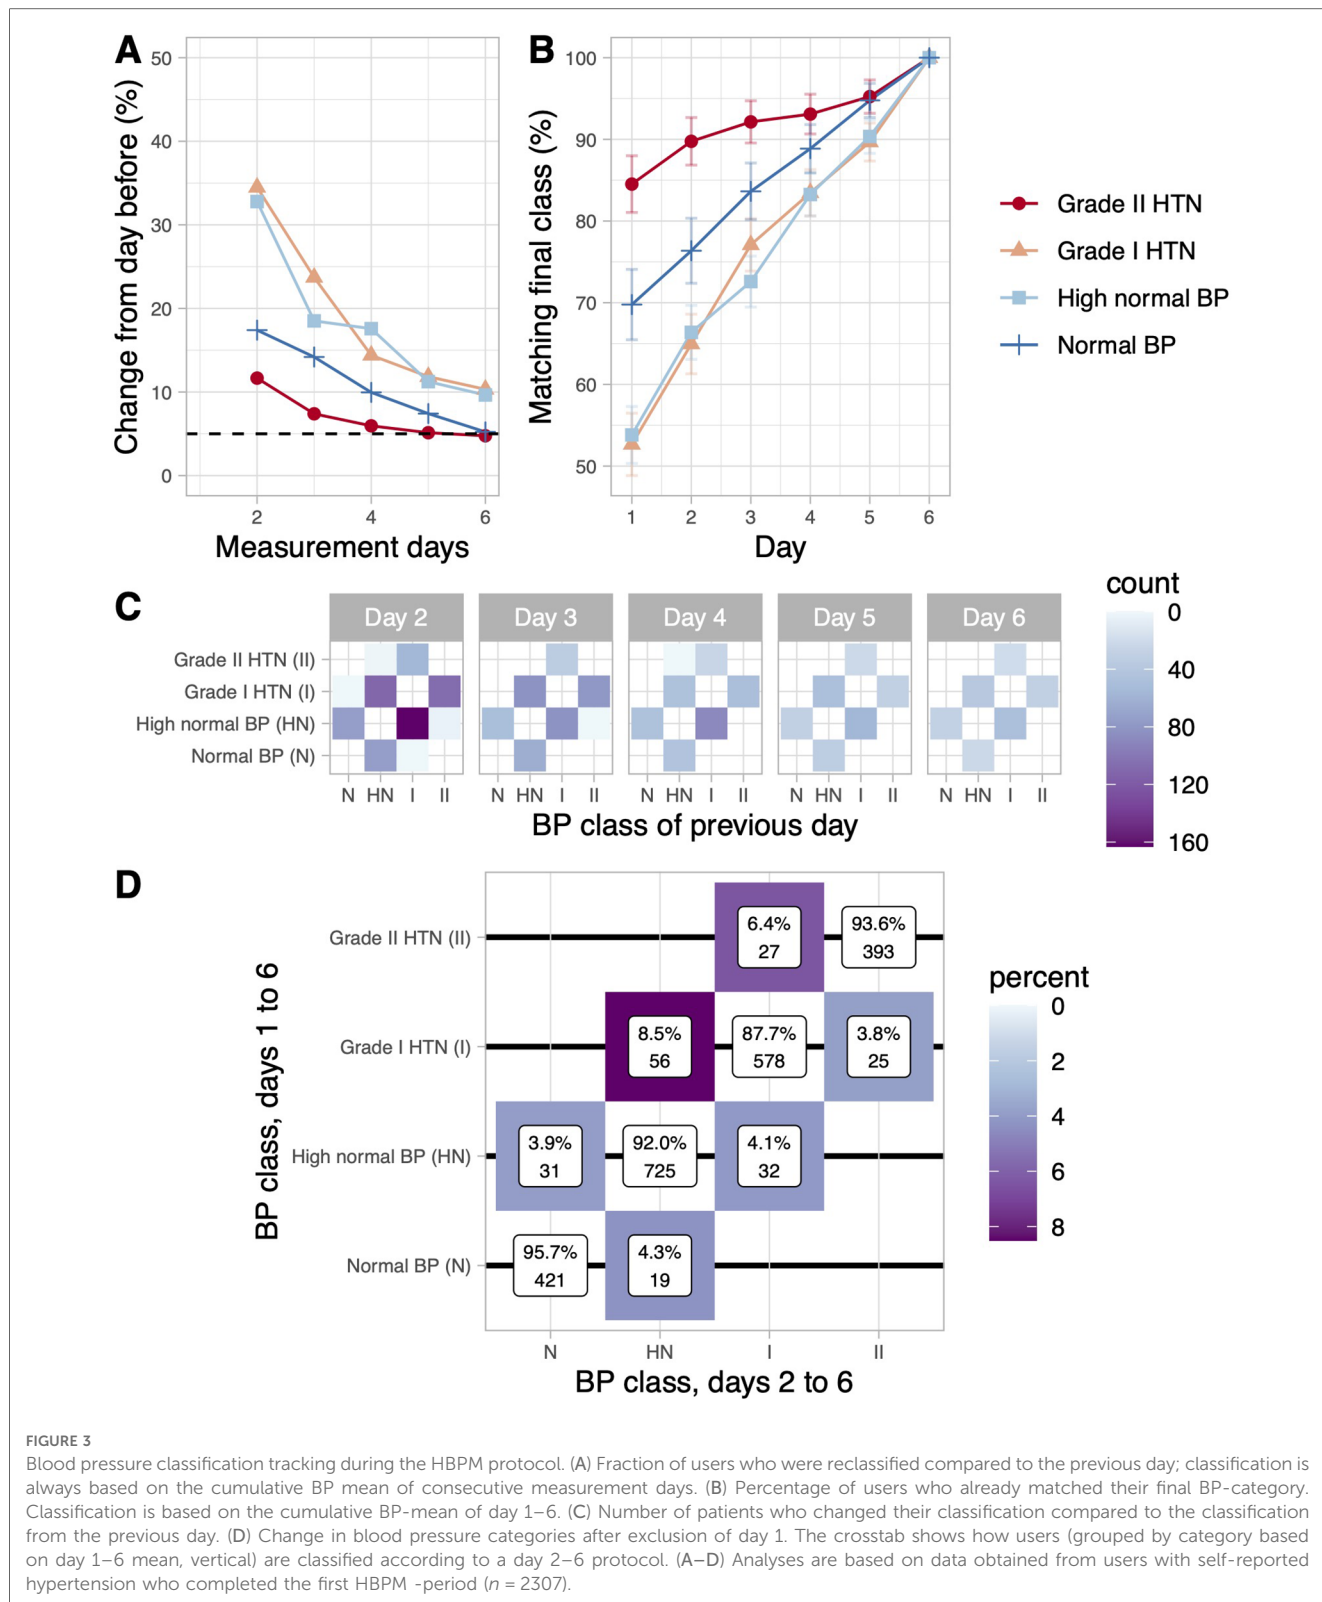 A
B
50
40
30
20
10
0
Change from day before (%)
2
4
6
Measurement days
100
90
80
70
60
50
Matching final class (%)
1
2
3
4
5
6
Day
Grade II HTN
Grade I HTN
High normal BP
Normal BP
C
Day 2
Day 3
Day 4
Day 5
Day 6
Grade II HTN (II)
Grade I HTN (I)
High normal BP (HN)
Normal BP (N)
N HN I II
N HN I II
N HN I II
N HN I II
N HN I II
BP class of previous day
count
0
40
80
120
160
D
BP class, days 1 to 6
Grade II HTN (II)
6.4%
27
93.6%
393
Grade I HTN (I)
8.5%
56
87.7%
578
3.8%
25
High normal BP (HN)
3.9%
31
92.0%
725
4.1%
32
Normal BP (N)
95.7%
421
4.3%
19
N
HN
I
II
BP class, days 2 to 6
percent
0
2
4
6
8
FIGURE 3
Blood pressure classification tracking during the HBPM protocol. (A) Fraction of users who were reclassified compared to the previous day; classification is
always based on the cumulative BP mean of consecutive measurement days. (B) Percentage of users who already matched their final BP-category.
Classification is based on the cumulative BP-mean of day 1–6. (C) Number of patients who changed their classification compared to the classification
from the previous day. (D) Change in blood pressure categories after exclusion of day 1. The crosstab shows how users (grouped by category based
on day 1–6 mean, vertical) are classified according to a day 2–6 protocol. (A–D) Analyses are based on data obtained from users with self-reported
hypertension who completed the first HBPM -period (n = 2307).